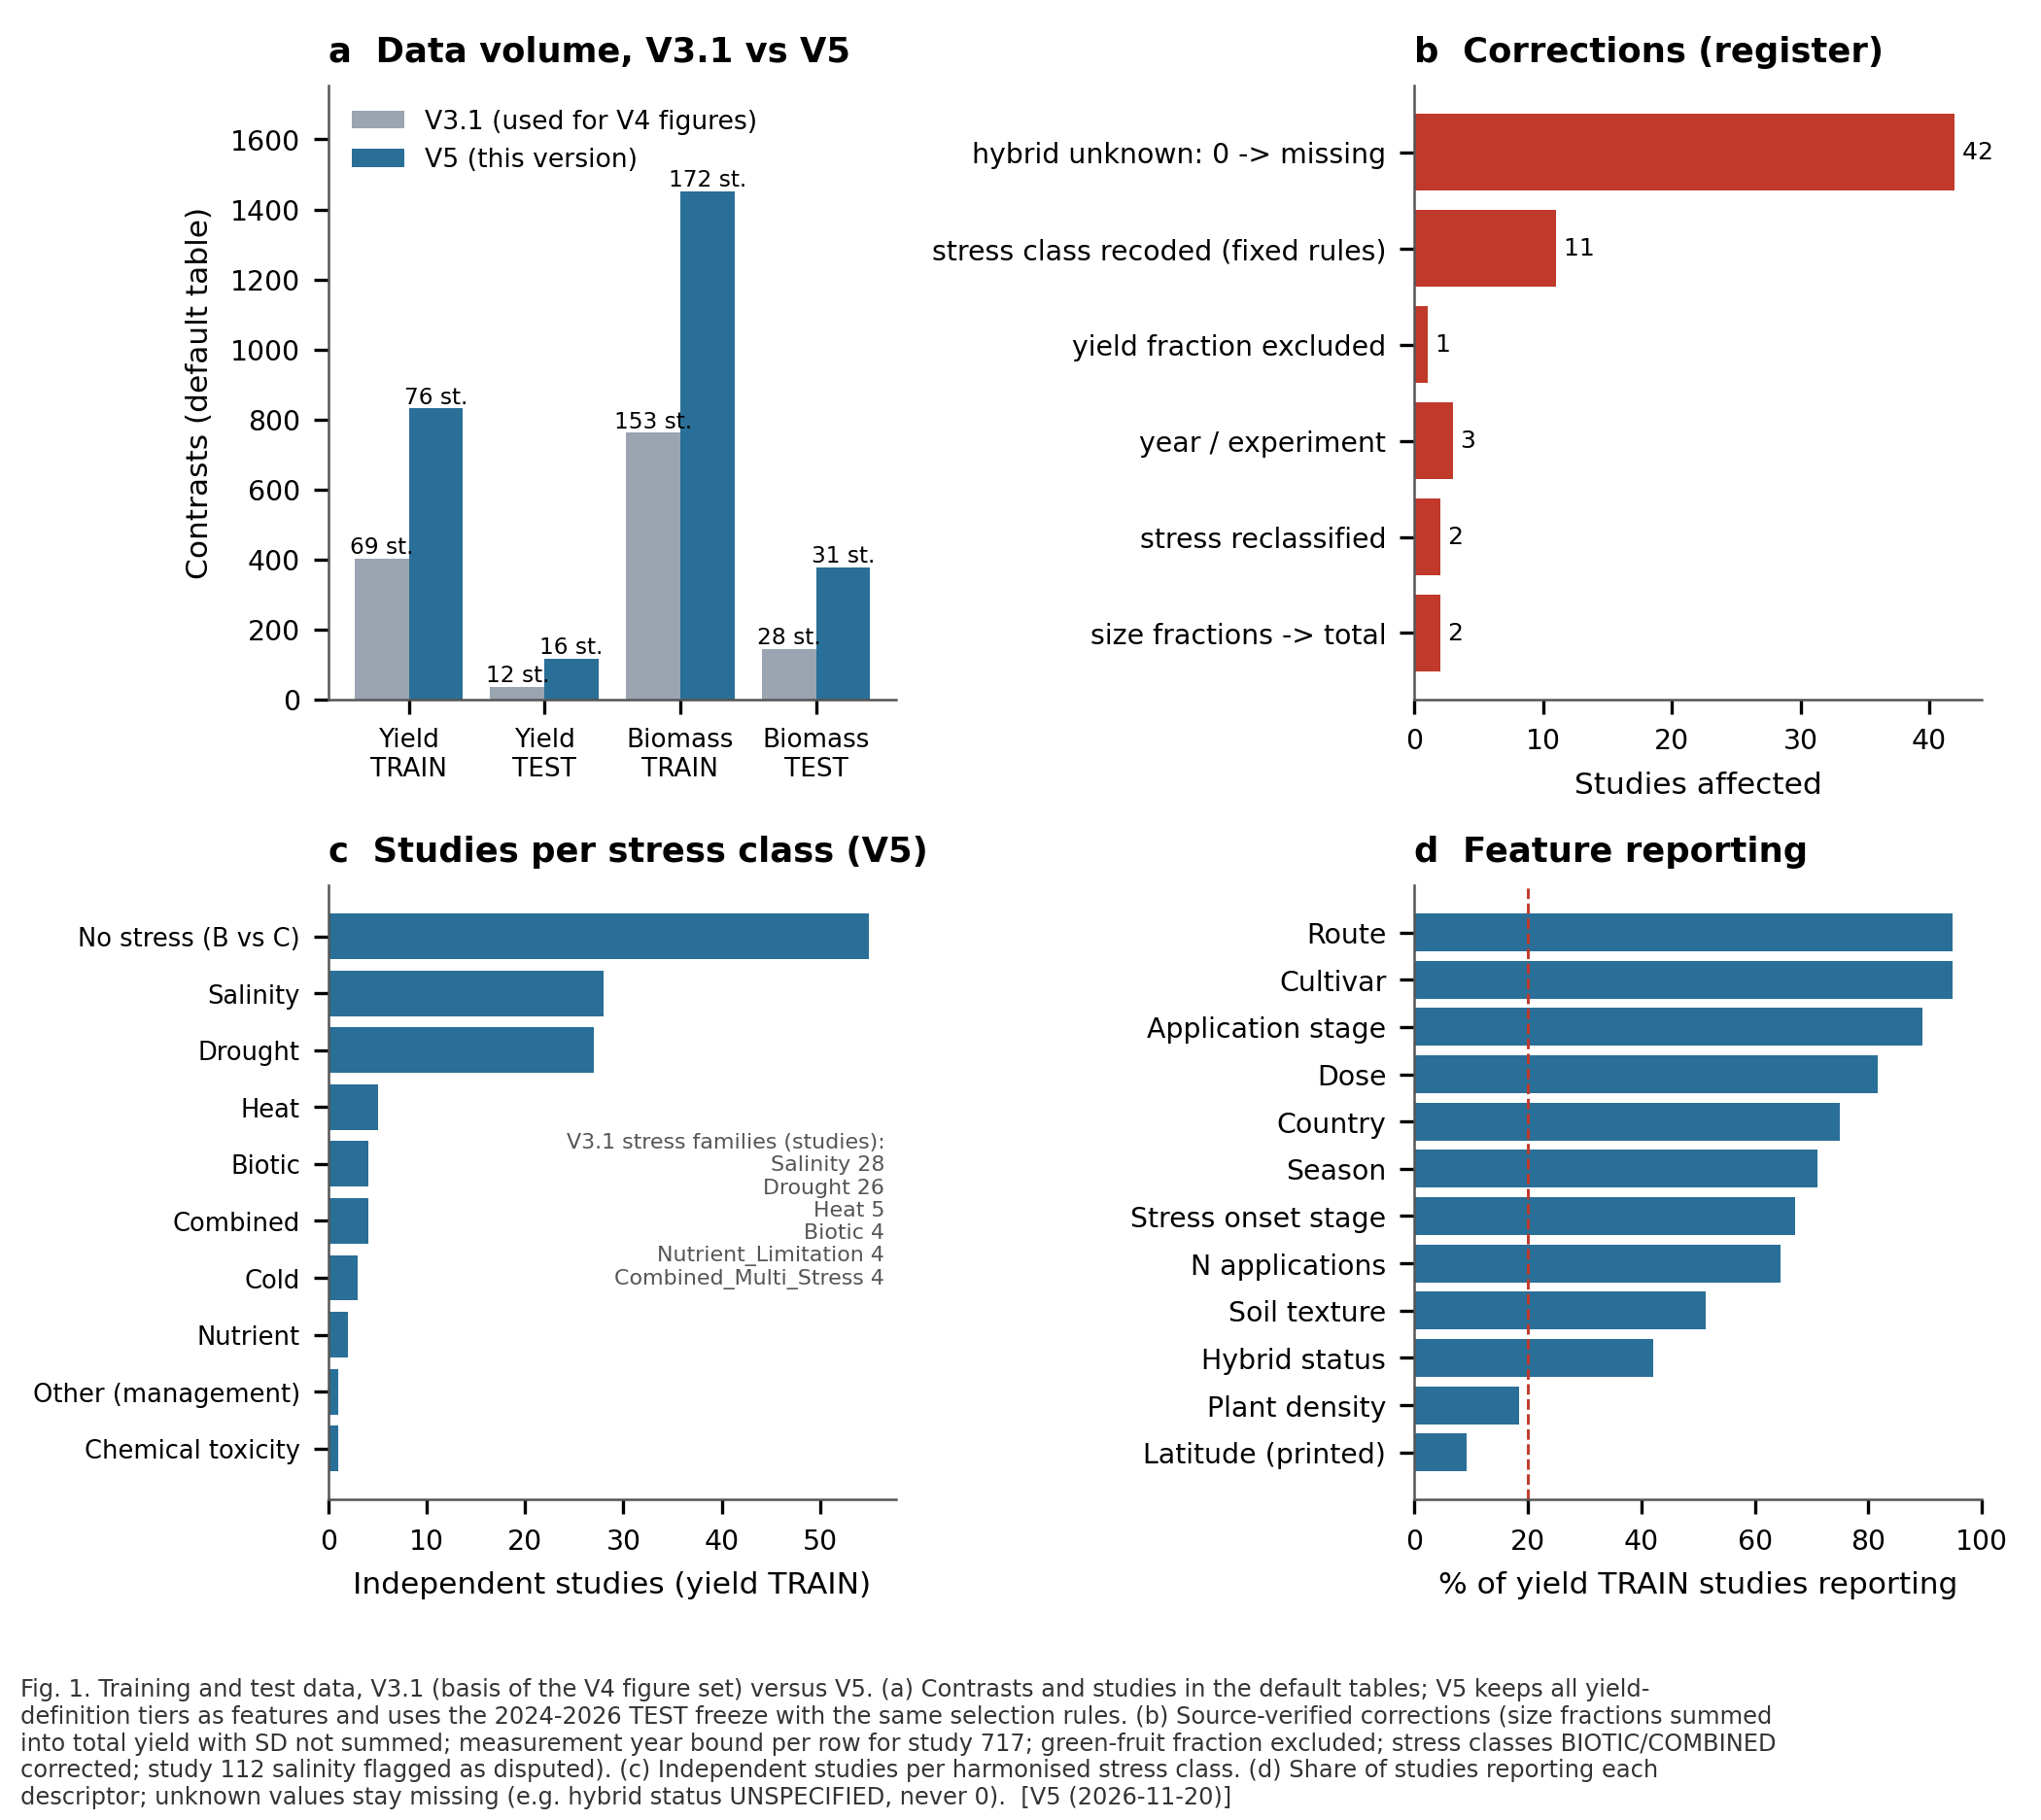 a  Data volume, V3.1 vs V5
V3.1 (used for V4 figures)
V5 (this version)
Contrasts (default table)
1600
1400
1200
1000
800
600
400
200
0
69 st.
76 st.
12 st.
16 st.
153 st.
172 st.
28 st.
31 st.
Yield
TRAIN
Yield
TEST
Biomass
TRAIN
Biomass
TEST
b  Corrections (register)
hybrid unknown: 0 -> missing
42
stress class recoded (fixed rules)
11
yield fraction excluded
1
year / experiment
3
stress reclassified
2
size fractions -> total
2
0 10 20 30 40
Studies affected
c  Studies per stress class (V5)
No stress (B vs C)
Salinity
Drought
Heat
Biotic
Combined
Cold
Nutrient
Other (management)
Chemical toxicity
V3.1 stress families (studies):
Salinity 28
Drought 26
Heat 5
Biotic 4
Nutrient_Limitation 4
Combined_Multi_Stress 4
0 10 20 30 40 50
Independent studies (yield TRAIN)
d  Feature reporting
Route
Cultivar
Application stage
Dose
Country
Season
Stress onset stage
N applications
Soil texture
Hybrid status
Plant density
Latitude (printed)
0 20 40 60 80 100
% of yield TRAIN studies reporting
Fig. 1. Training and test data, V3.1 (basis of the V4 figure set) versus V5. (a) Contrasts and studies in the default tables; V5 keeps all yield-
definition tiers as features and uses the 2024-2026 TEST freeze with the same selection rules. (b) Source-verified corrections (size fractions summed
into total yield with SD not summed; measurement year bound per row for study 717; green-fruit fraction excluded; stress classes BIOTIC/COMBINED
corrected; study 112 salinity flagged as disputed). (c) Independent studies per harmonised stress class. (d) Share of studies reporting each
descriptor; unknown values stay missing (e.g. hybrid status UNSPECIFIED, never 0).  [V5 (2026-11-20)]